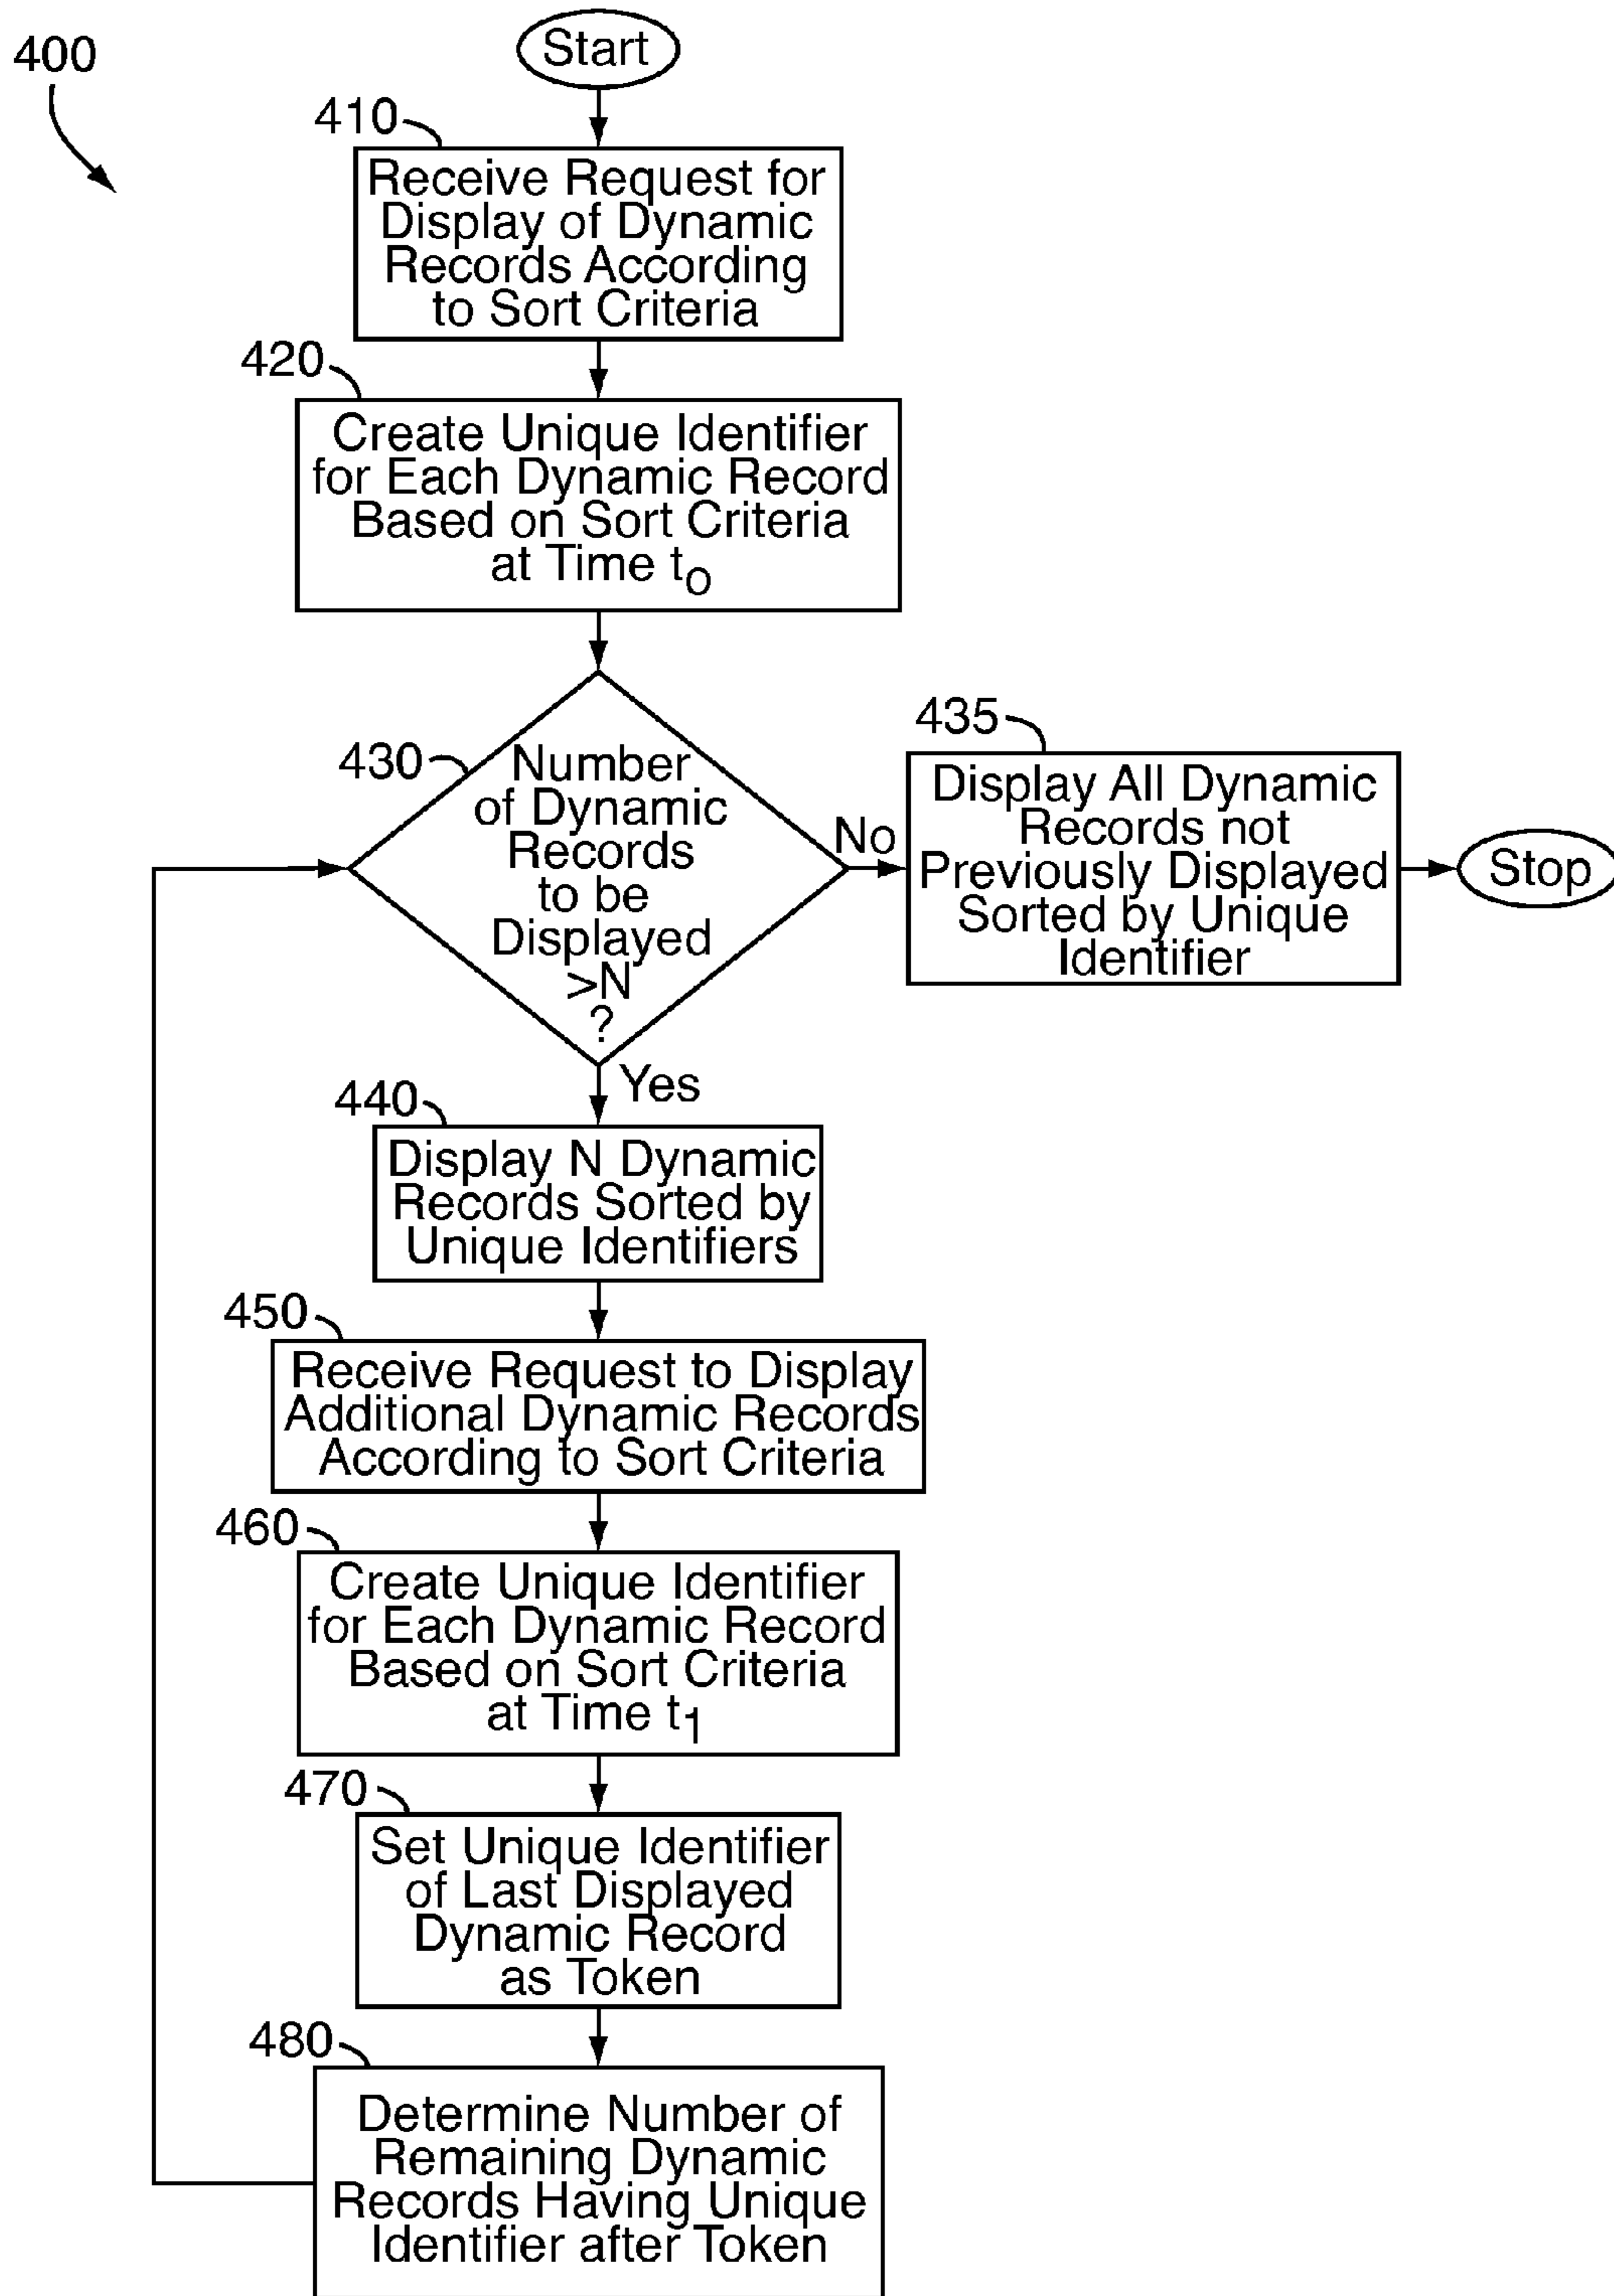 400
Start
410
Receive Request for
Display of Dynamic
Records According
to Sort Criteria
420
Create Unique Identifier
for Each Dynamic Record
Based on Sort Criteria
at Time t0
430
Number
of Dynamic
Records
to be
Displayed
>N
?
No
435
Display All Dynamic
Records not
Previously Displayed
Sorted by Unique
Identifier
Stop
Yes
440
Display N Dynamic
Records Sorted by
Unique Identifiers
450
Receive Request to Display
Additional Dynamic Records
According to Sort Criteria
460
Create Unique Identifier
for Each Dynamic Record
Based on Sort Criteria
at Time t1
470
Set Unique Identifier
of Last Displayed
Dynamic Record
as Token
480
Determine Number of
Remaining Dynamic
Records Having Unique
Identifier after Token